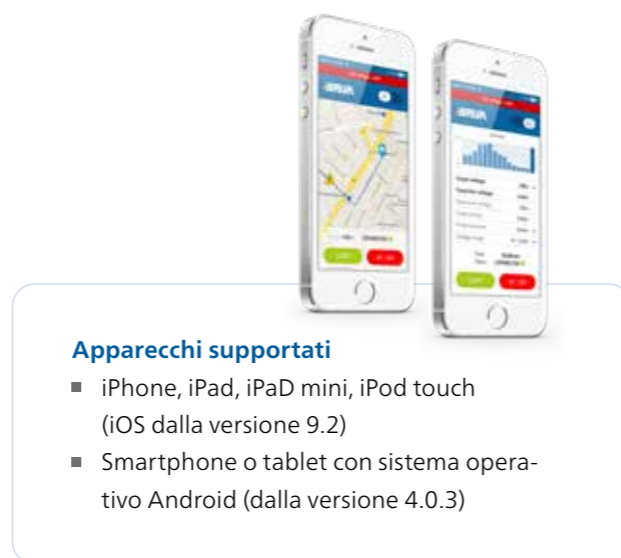 Apparecchi supportati
iPhone, iPad, iPaD mini, iPod touch
(iOS dalla versione 9.2)
Smartphone o tablet con sistema opera-
tivo Android (dalla versione 4.0.3)